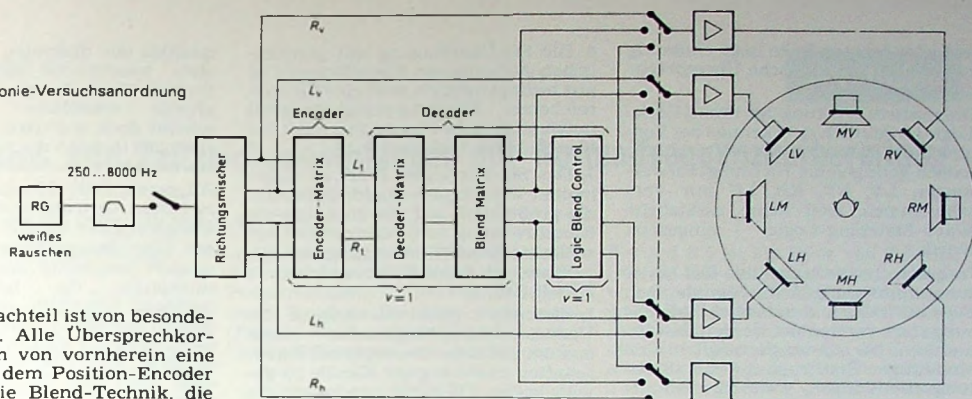 onie-Versuchsanordnung
250...8000 Hz
RG
weißes
Rauschen
Richtungsmischer
Rv
Lv
Encoder
Decoder
Encoder-Matrix
Lt
Rt
Decoder-Matrix
Blend Matrix
Logic Blend Control
v=1
v=1
Lh
Rh
MV
LV
RV
LM
RM
LH
RH
MH
achteil ist von besonde-
. Alle Übersprechkor-
n von vornherein eine
dem Position-Encoder
ie Blend-Technik, die